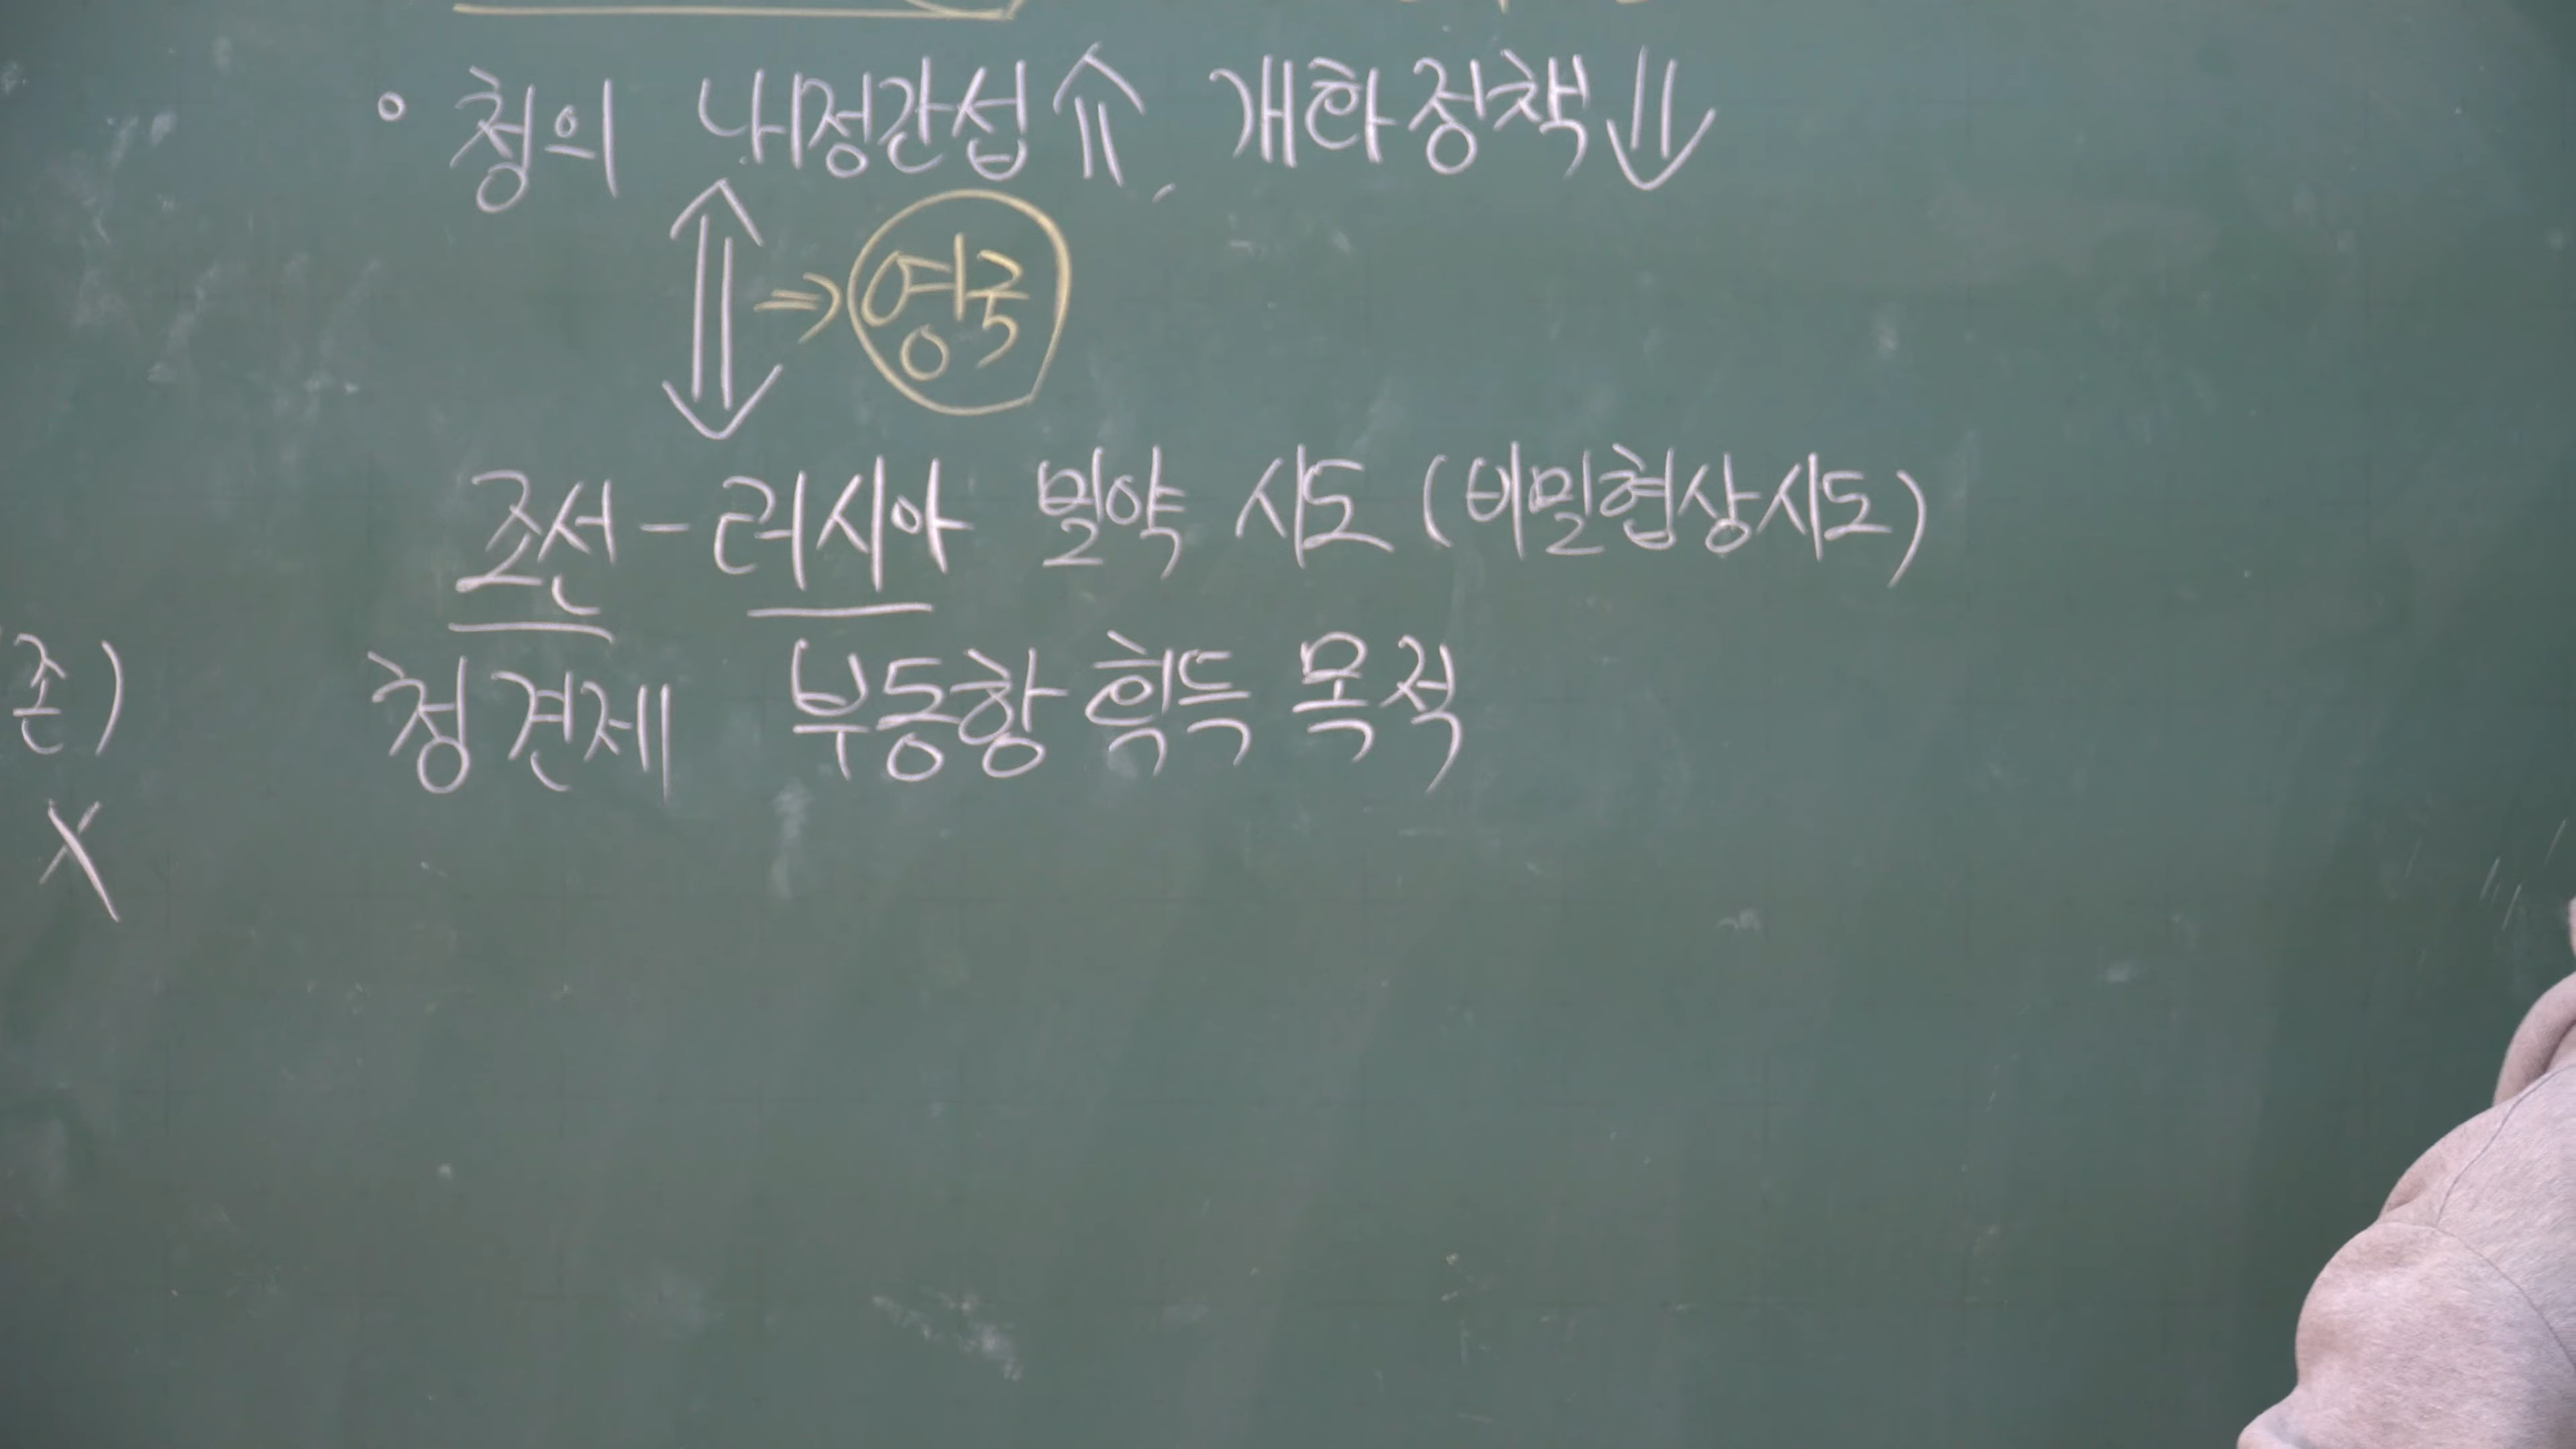 • 청의 내정간섭⇑, 개화정책⇓
⇕ ⇒ 영국
조선 - 러시아 밀약 시도 (비밀협상시도)
존) 청견제 부동항 획득 목적
X